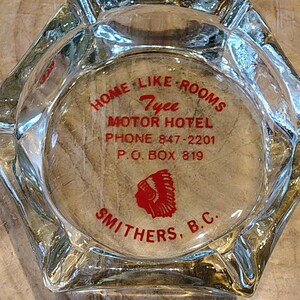 HOME · LIKE · ROOMS
Tyee
MOTOR HOTEL
PHONE 847-2201
P.O. BOX 819
SMITHERS, B.C.